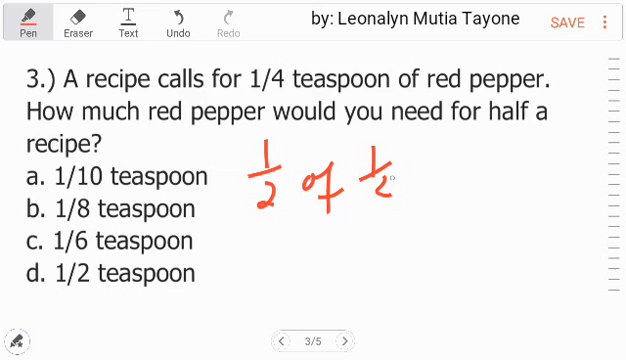 by: Leonalyn Mutia Tayone
Pen
Eraser
Text
Undo
Redo
SAVE
3.) A recipe calls for 1/4 teaspoon of red pepper.
How much red pepper would you need for half a
recipe?
a. 1/10 teaspoon
b. 1/8 teaspoon
c. 1/6 teaspoon
d. 1/2 teaspoon
1/2 of 1/
3/5